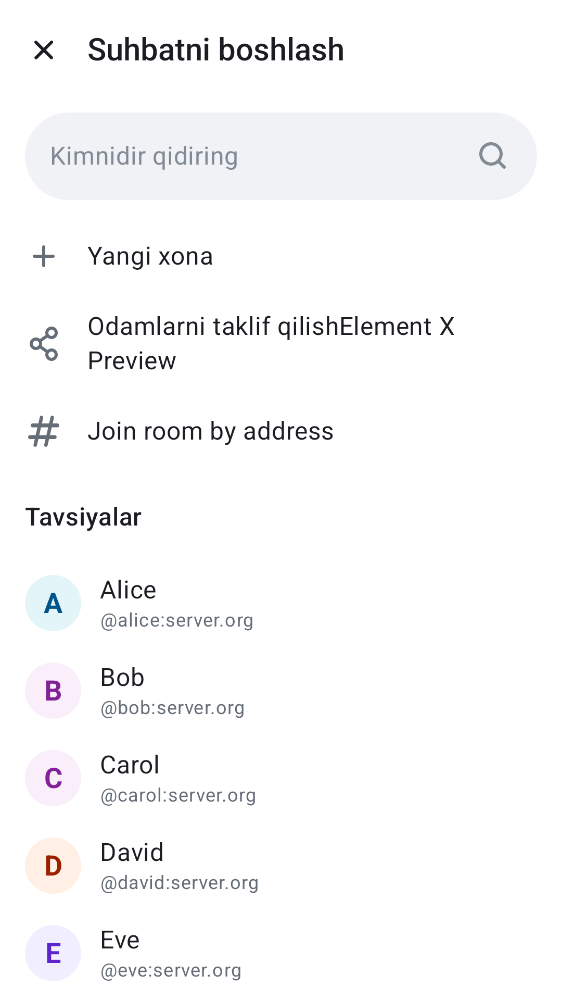 Suhbatni boshlash
Kimnidir qidiring
Yangi xona
Odamlarni taklif qilishElement X
Preview
Join room by address
Tavsiyalar
A
Alice
@alice:server.org
B
Bob
@bob:server.org
C
Carol
@carol:server.org
D
David
@david:server.org
E
Eve
@eve:server.org